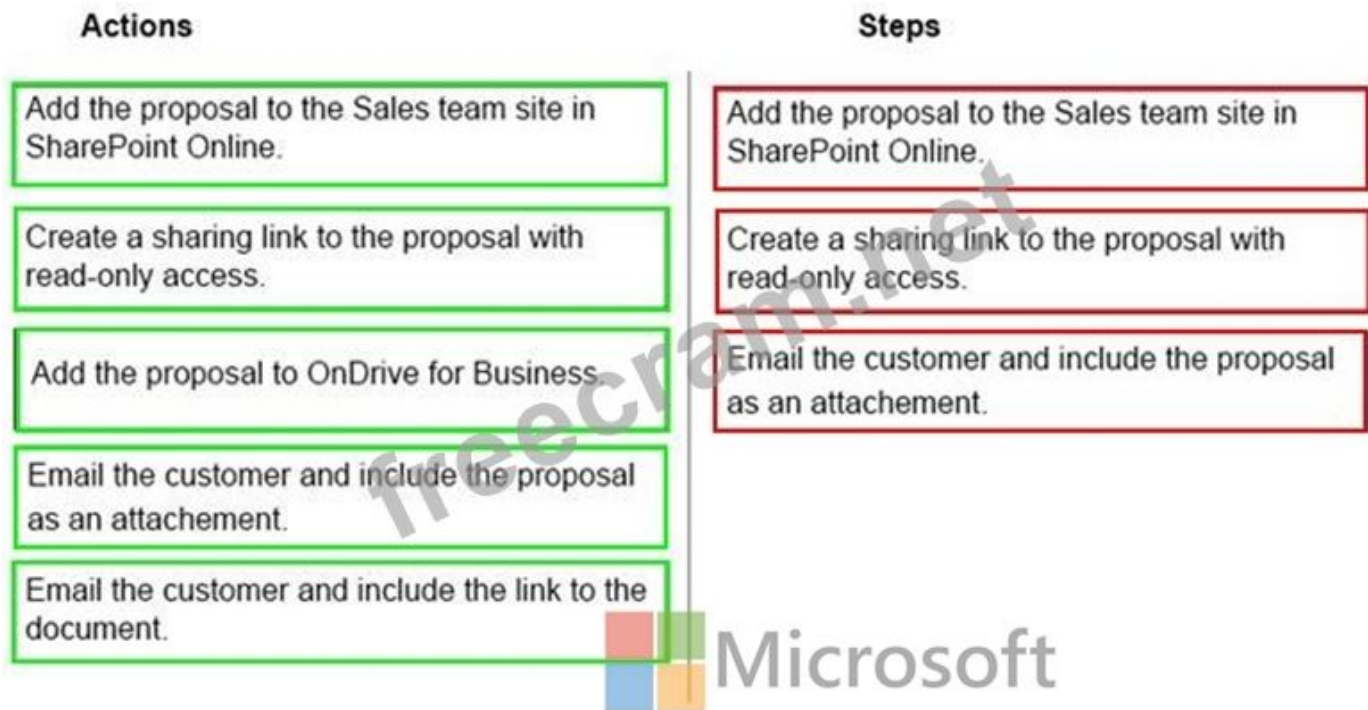 Actions
Steps
Add the proposal to the Sales team site in
SharePoint Online.
Create a sharing link to the proposal with
read-only access.
Add the proposal to OnDrive for Business.
Email the customer and include the proposal
as an attachement.
Email the customer and include the link to the
document.
Add the proposal to the Sales team site in
SharePoint Online.
Create a sharing link to the proposal with
read-only access.
Email the customer and include the proposal
as an attachement.
freecram.net
Microsoft